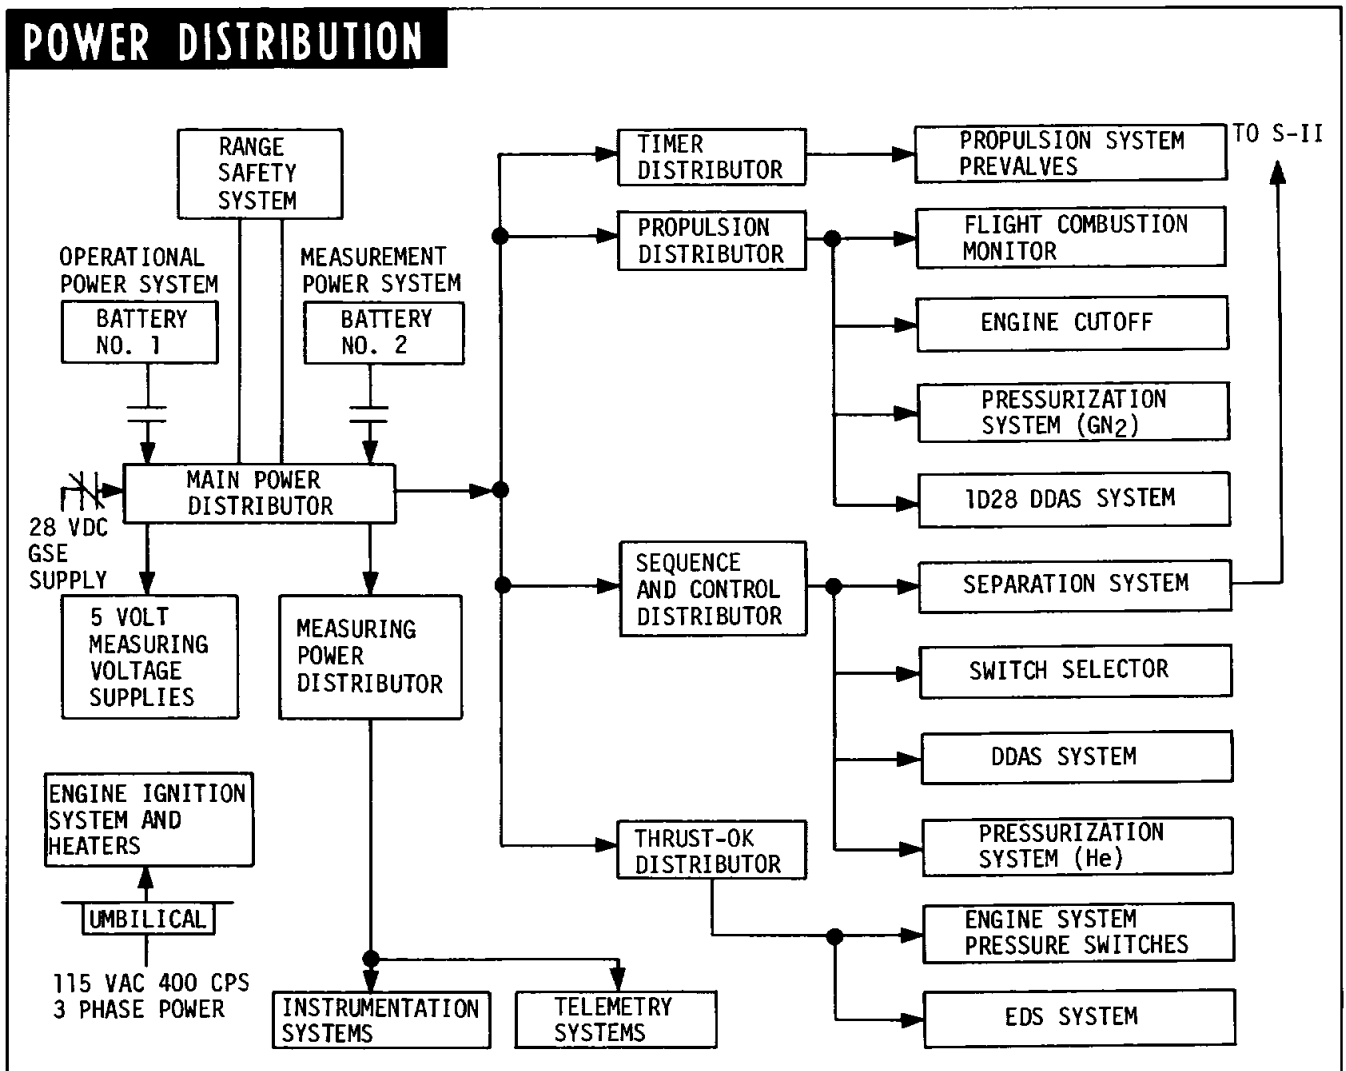 POWER DISTRIBUTION
RANGE
SAFETY
SYSTEM
OPERATIONAL
POWER SYSTEM
BATTERY
NO. 1
MEASUREMENT
POWER SYSTEM
BATTERY
NO. 2
MAIN POWER
DISTRIBUTOR
28 VDC
GSE
SUPPLY
5 VOLT
MEASURING
VOLTAGE
SUPPLIES
MEASURING
POWER
DISTRIBUTOR
ENGINE IGNITION
SYSTEM AND
HEATERS
UMBILICAL
115 VAC 400 CPS
3 PHASE POWER
INSTRUMENTATION
SYSTEMS
TELEMETRY
SYSTEMS
TIMER
DISTRIBUTOR
PROPULSION
DISTRIBUTOR
SEQUENCE
AND CONTROL
DISTRIBUTOR
THRUST-OK
DISTRIBUTOR
PROPULSION SYSTEM
PREVALVES
TO S-II
FLIGHT COMBUSTION
MONITOR
ENGINE CUTOFF
PRESSURIZATION
SYSTEM (GN2)
1D28 DDAS SYSTEM
SEPARATION SYSTEM
SWITCH SELECTOR
DDAS SYSTEM
PRESSURIZATION
SYSTEM (He)
ENGINE SYSTEM
PRESSURE SWITCHES
EDS SYSTEM